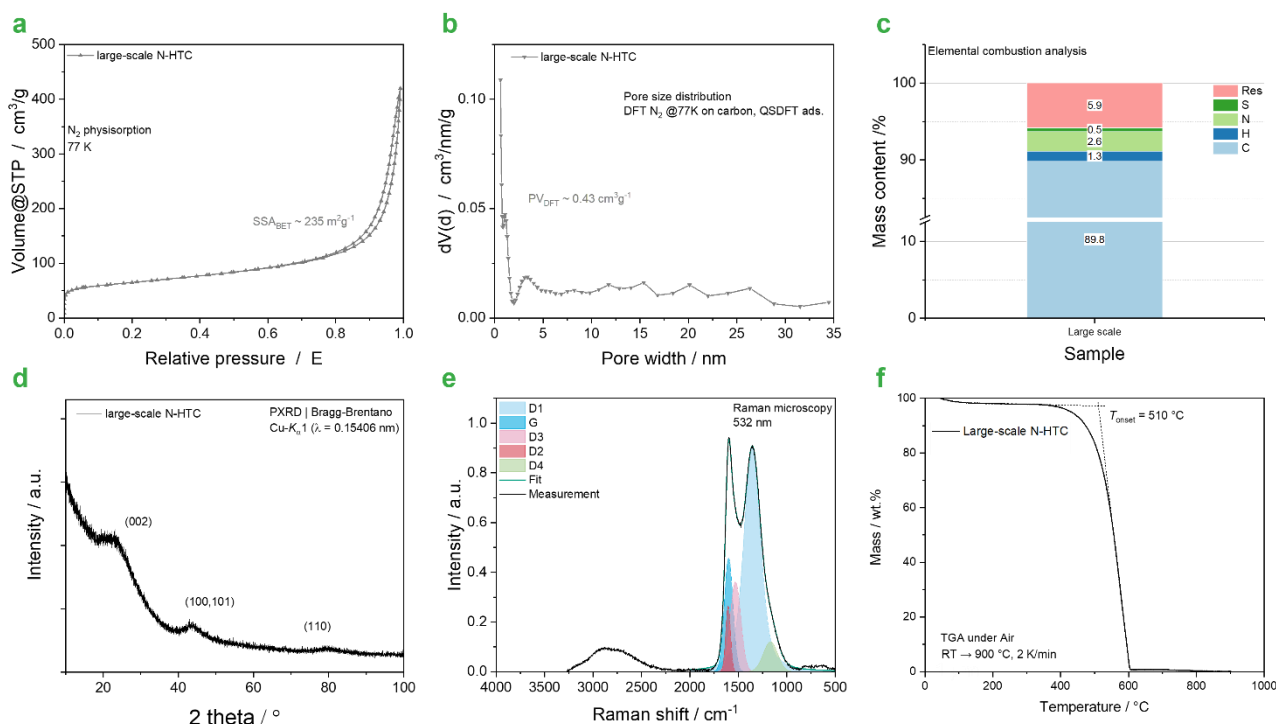 a
large-scale N-HTC
N₂ physisorption
77 K
SSA_BET ~ 235 m²g⁻¹
Volume@STP / cm³/g
500
400
300
200
100
0
0.0 0.2 0.4 0.6 0.8 1.0
Relative pressure / E
b
large-scale N-HTC
Pore size distribution
DFT N₂ @77K on carbon, QSDFT ads.
PV_DFT ~ 0.43 cm³g⁻¹
dV(d) / cm³/nm/g
0.10
0.05
0.00
0 5 10 15 20 25 30 35
Pore width / nm
c
Elemental combustion analysis
Mass content /%
100
90
10
0
5.9
0.5
2.6
1.3
89.8
Res
S
N
H
C
Large scale
Sample
d
large-scale N-HTC
PXRD | Bragg-Brentano
Cu-Kα1 (λ = 0.15406 nm)
(002)
(100,101)
(110)
Intensity / a.u.
20 40 60 80 100
2 theta / °
e
D1
G
D3
D2
D4
Fit
Measurement
Raman microscopy
532 nm
Intensity / a.u.
1.0
0.8
0.6
0.4
0.2
0.0
4000 3500 3000 2500 2000 1500 1000 500
Raman shift / cm⁻¹
f
T_onset = 510 °C
Large-scale N-HTC
TGA under Air
RT → 900 °C, 2 K/min
Mass / wt.%
100
80
60
40
20
0
0 200 400 600 800 1000
Temperature / °C